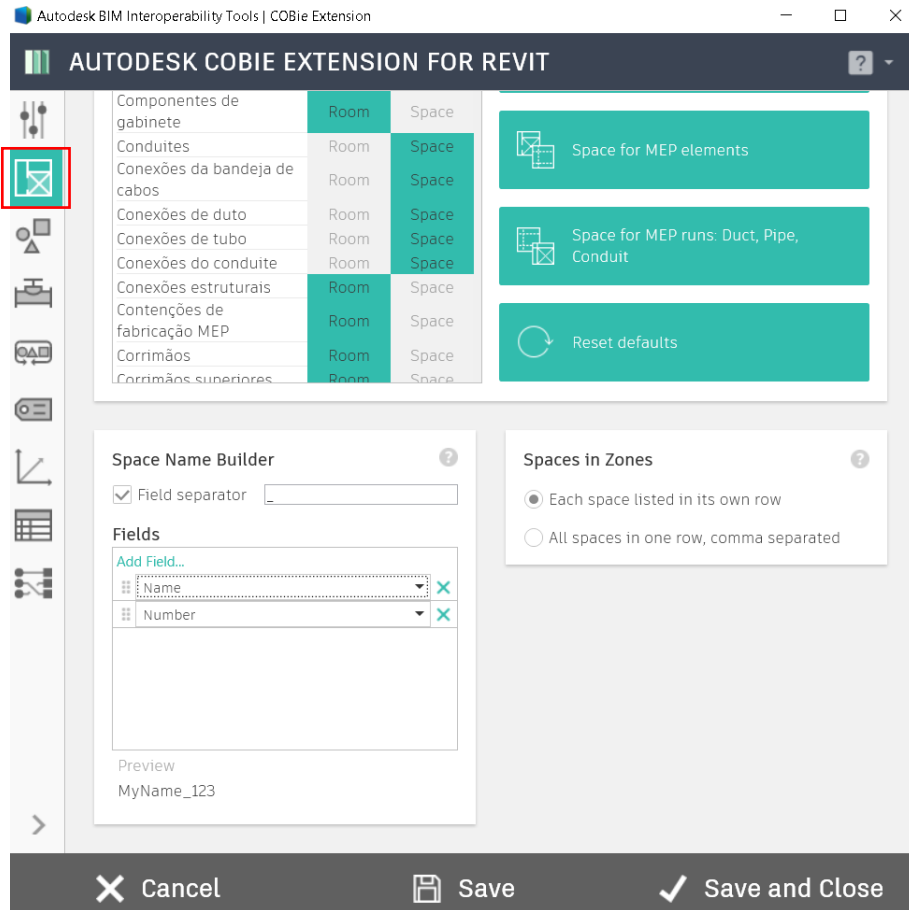 Autodesk BIM Interoperability Tools | COBie Extension
AUTODESK COBIE EXTENSION FOR REVIT
?
Componentes de
gabinete
Room Space
Conduites Room Space
Conexões da bandeja de
cabos
Room Space
Conexões de duto Room Space
Conexões de tubo Room Space
Conexões do conduite Room Space
Conexões estruturais Room Space
Contenções de
fabricação MEP
Room Space
Corrimãos Room Space
Corrimãos superiores Room Space
Space for MEP elements
Space for MEP runs: Duct, Pipe,
Conduit
Reset defaults
Space Name Builder ?
Field separator _
Fields
Add Field...
Name
Number
Preview
MyName_123
Spaces in Zones ?
Each space listed in its own row
All spaces in one row, comma separated
Cancel Save Save and Close